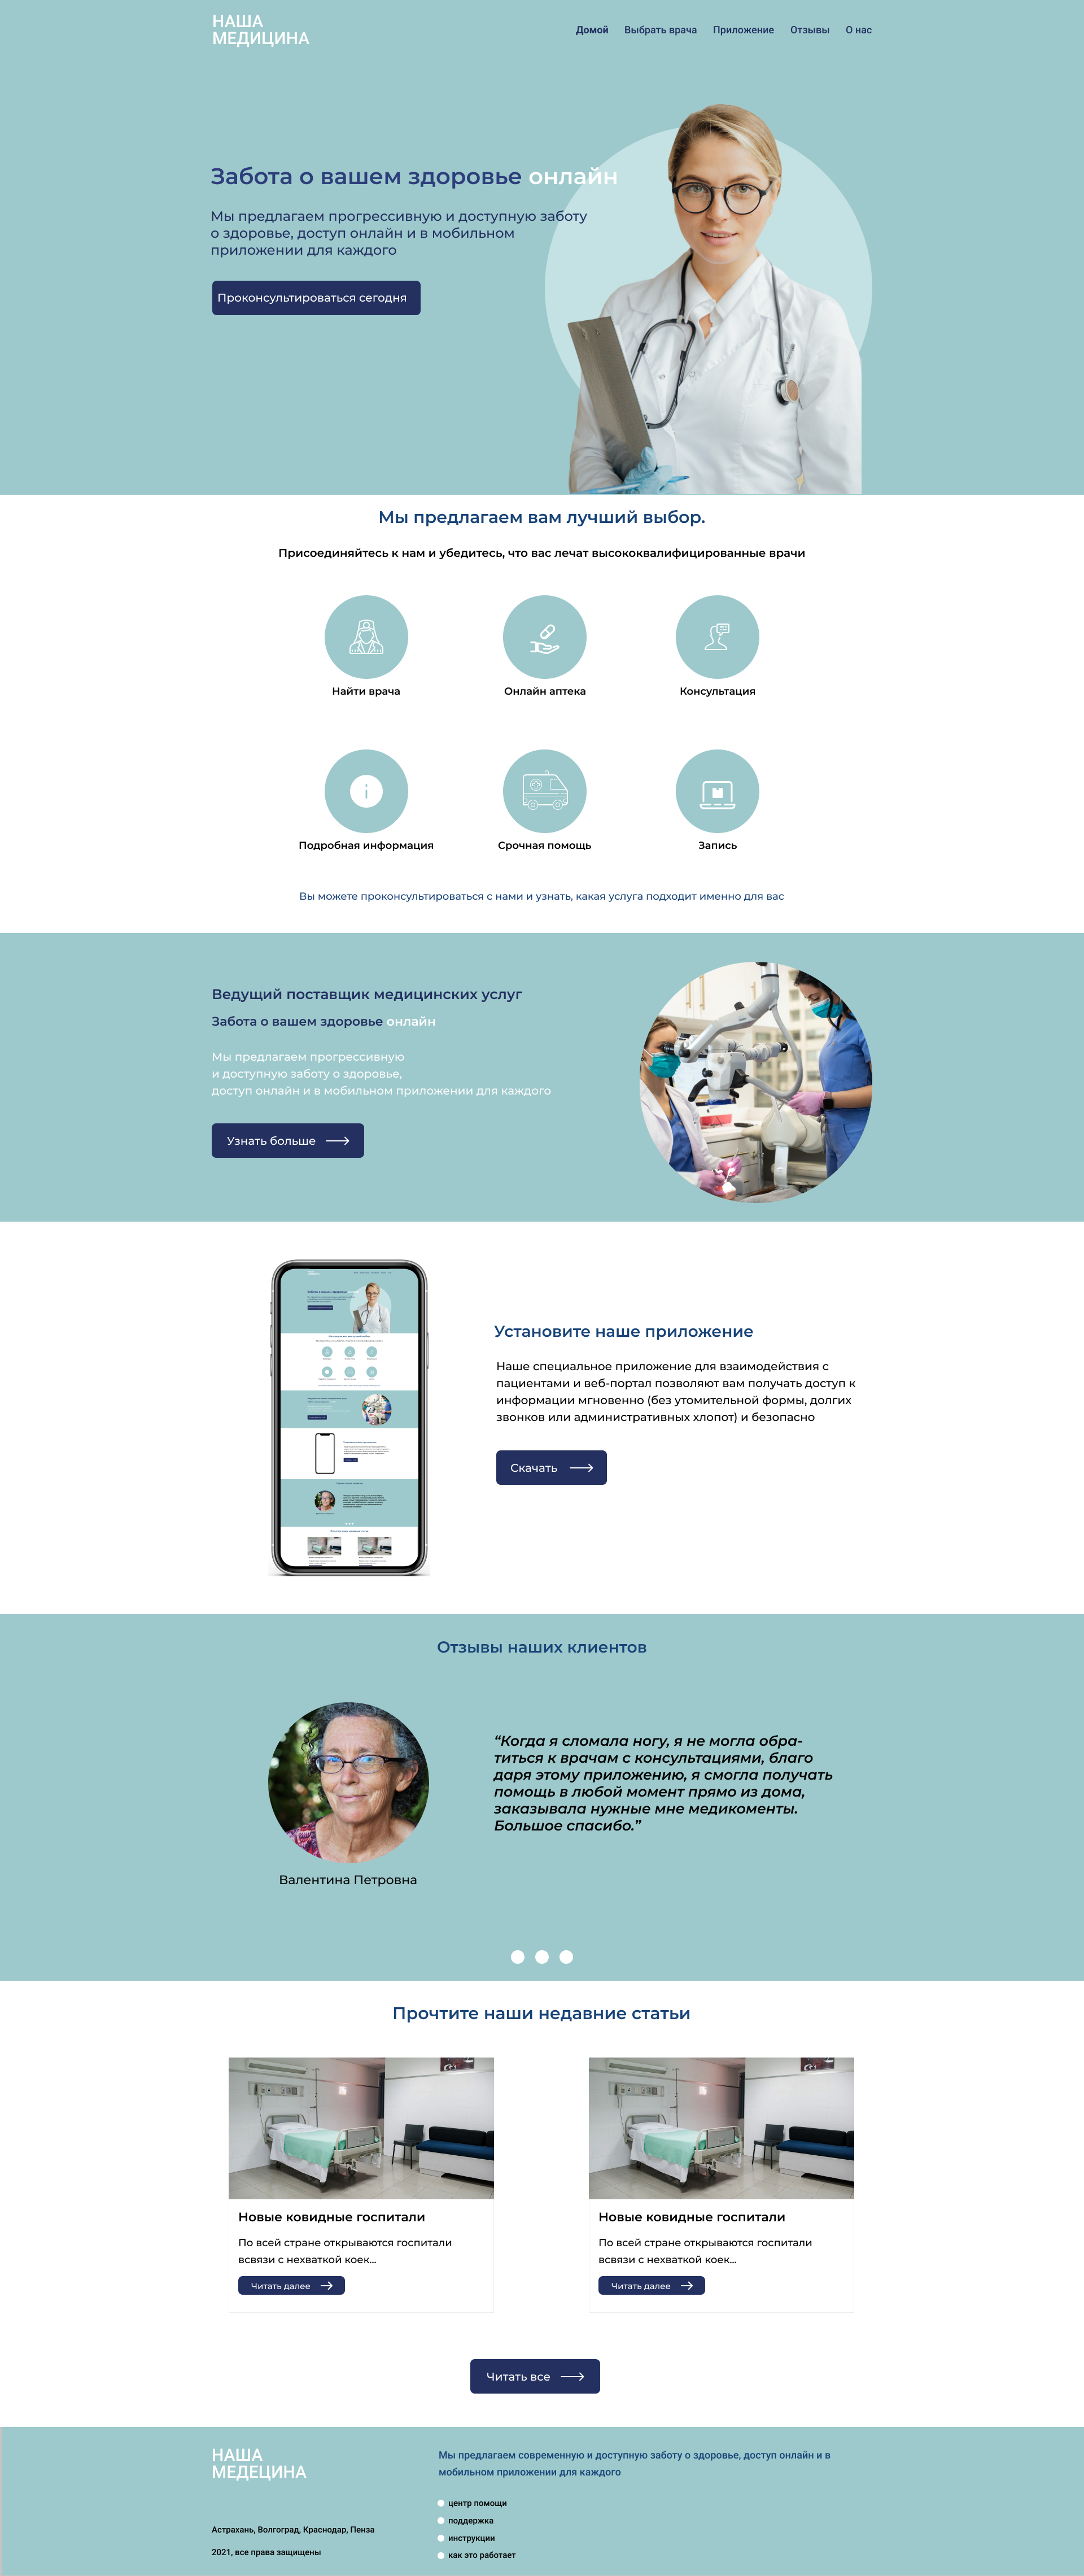 НАША
МЕДИЦИНА
Домой Выбрать врача Приложение Отзывы О нас
Забота о вашем здоровье онлайн
Мы предлагаем прогрессивную и доступную заботу
о здоровье, доступ онлайн и в мобильном
приложении для каждого
Проконсультироваться сегодня
Мы предлагаем вам лучший выбор.
Присоединяйтесь к нам и убедитесь, что вас лечат высококвалифицированные врачи
Найти врача
Онлайн аптека
Консультация
Подробная информация
Срочная помощь
Запись
Вы можете проконсультироваться с нами и узнать, какая услуга подходит именно для вас
Ведущий поставщик медицинских услуг
Забота о вашем здоровье онлайн
Мы предлагаем прогрессивную
и доступную заботу о здоровье,
доступ онлайн и в мобильном приложении для каждого
Узнать больше
Установите наше приложение
Наше специальное приложение для взаимодействия с
пациентами и веб-портал позволяют вам получать доступ к
информации мгновенно (без утомительной формы, долгих
звонков или административных хлопот) и безопасно
Скачать
Отзывы наших клиентов
“Когда я сломала ногу, я не могла обра-
титься к врачам с консультациями, благо
даря этому приложению, я смогла получать
помощь в любой момент прямо из дома,
заказывала нужные мне медикоменты.
Большое спасибо.”
Валентина Петровна
Прочтите наши недавние статьи
Новые ковидные госпитали
По всей стране открываются госпитали
всвязи с нехваткой коек...
Читать далее
Новые ковидные госпитали
По всей стране открываются госпитали
всвязи с нехваткой коек...
Читать далее
Читать все
НАША
МЕДЕЦИНА
Астрахань, Волгоград, Краснодар, Пенза
2021, все права защищены
Мы предлагаем современную и доступную заботу о здоровье, доступ онлайн и в
мобильном приложении для каждого
центр помощи
поддержка
инструкции
как это работает